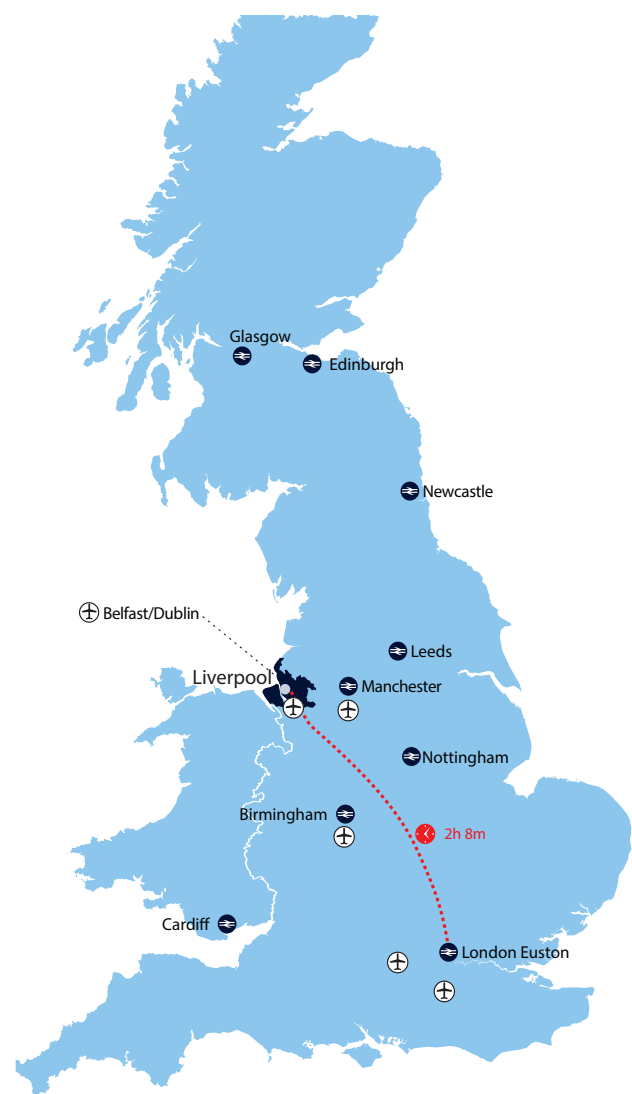 Glasgow
Edinburgh
Newcastle
Belfast/Dublin
Leeds
Liverpool
Manchester
Nottingham
Birmingham
2h 8m
Cardiff
London Euston